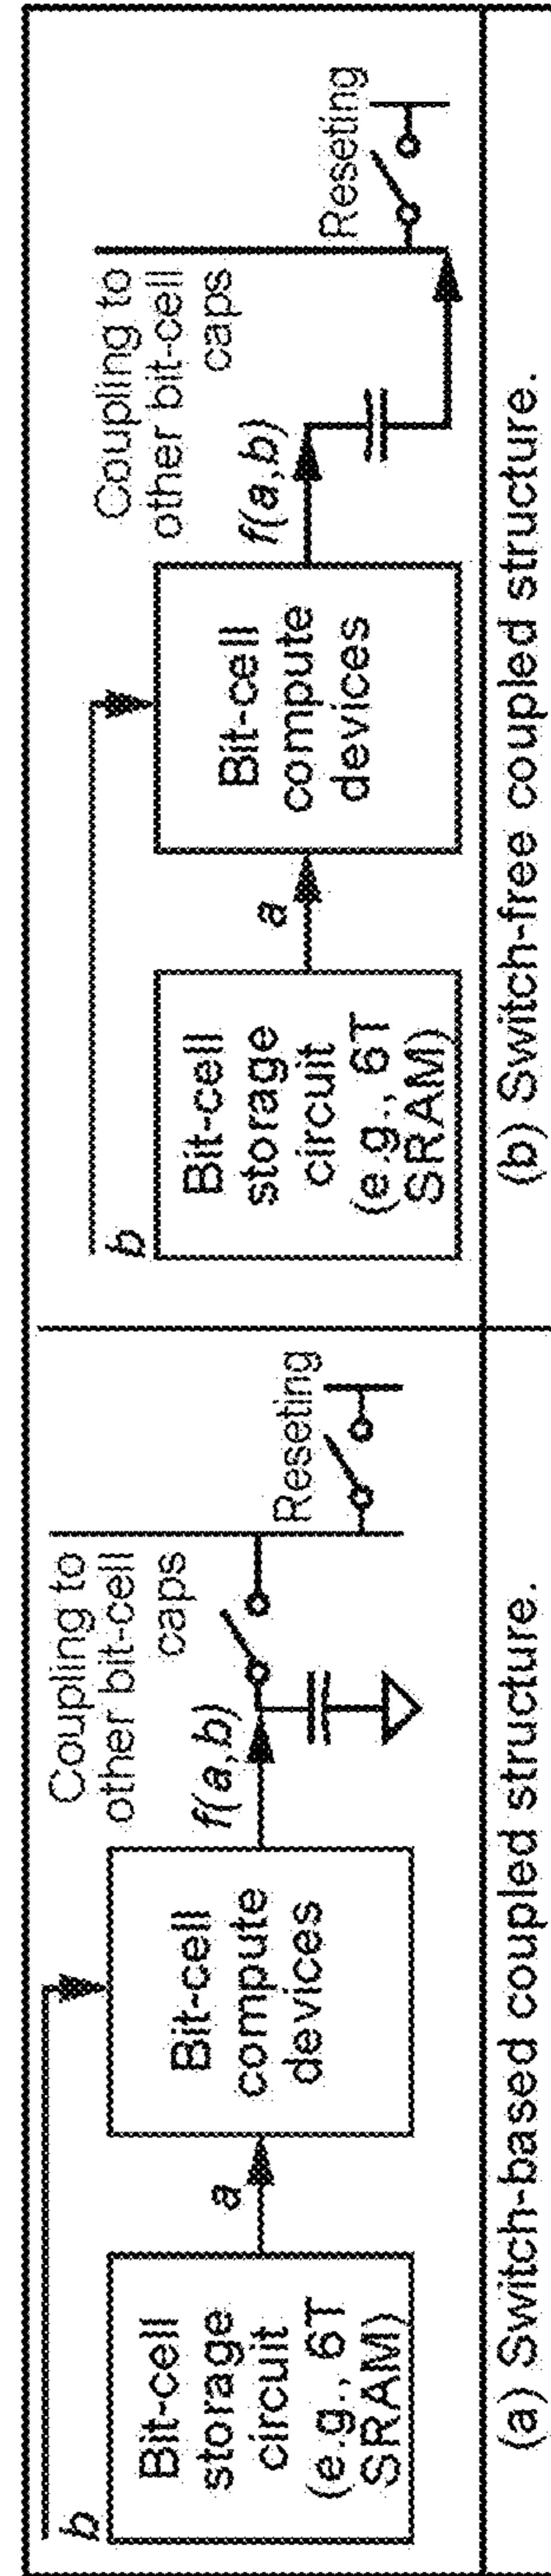 b
Bit-cell
storage
circuit
(e.g., 6T
SRAM)
a
Bit-cell
compute
devices
f(a,b)
Coupling to
other bit-cell
caps
Reseting
(a) Switch-based coupled structure.
b
Bit-cell
storage
circuit
(e.g., 6T
SRAM)
a
Bit-cell
compute
devices
f(a,b)
Coupling to
other bit-cell
caps
Reseting
(b) Switch-free coupled structure.